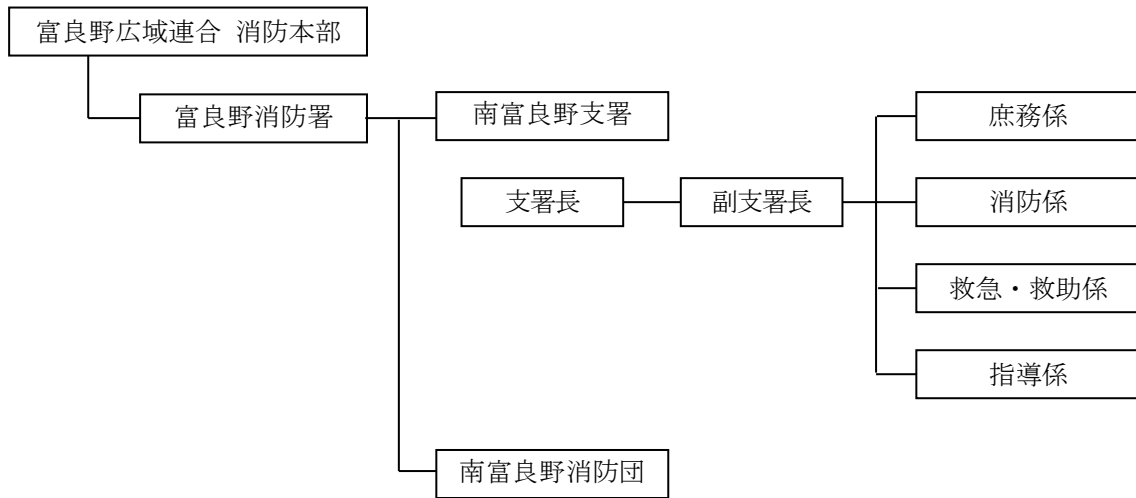 富良野広域連合 消防本部
富良野消防署
南富良野支署
支署長
副支署長
庶務係
消防係
救急・救助係
指導係
南富良野消防団